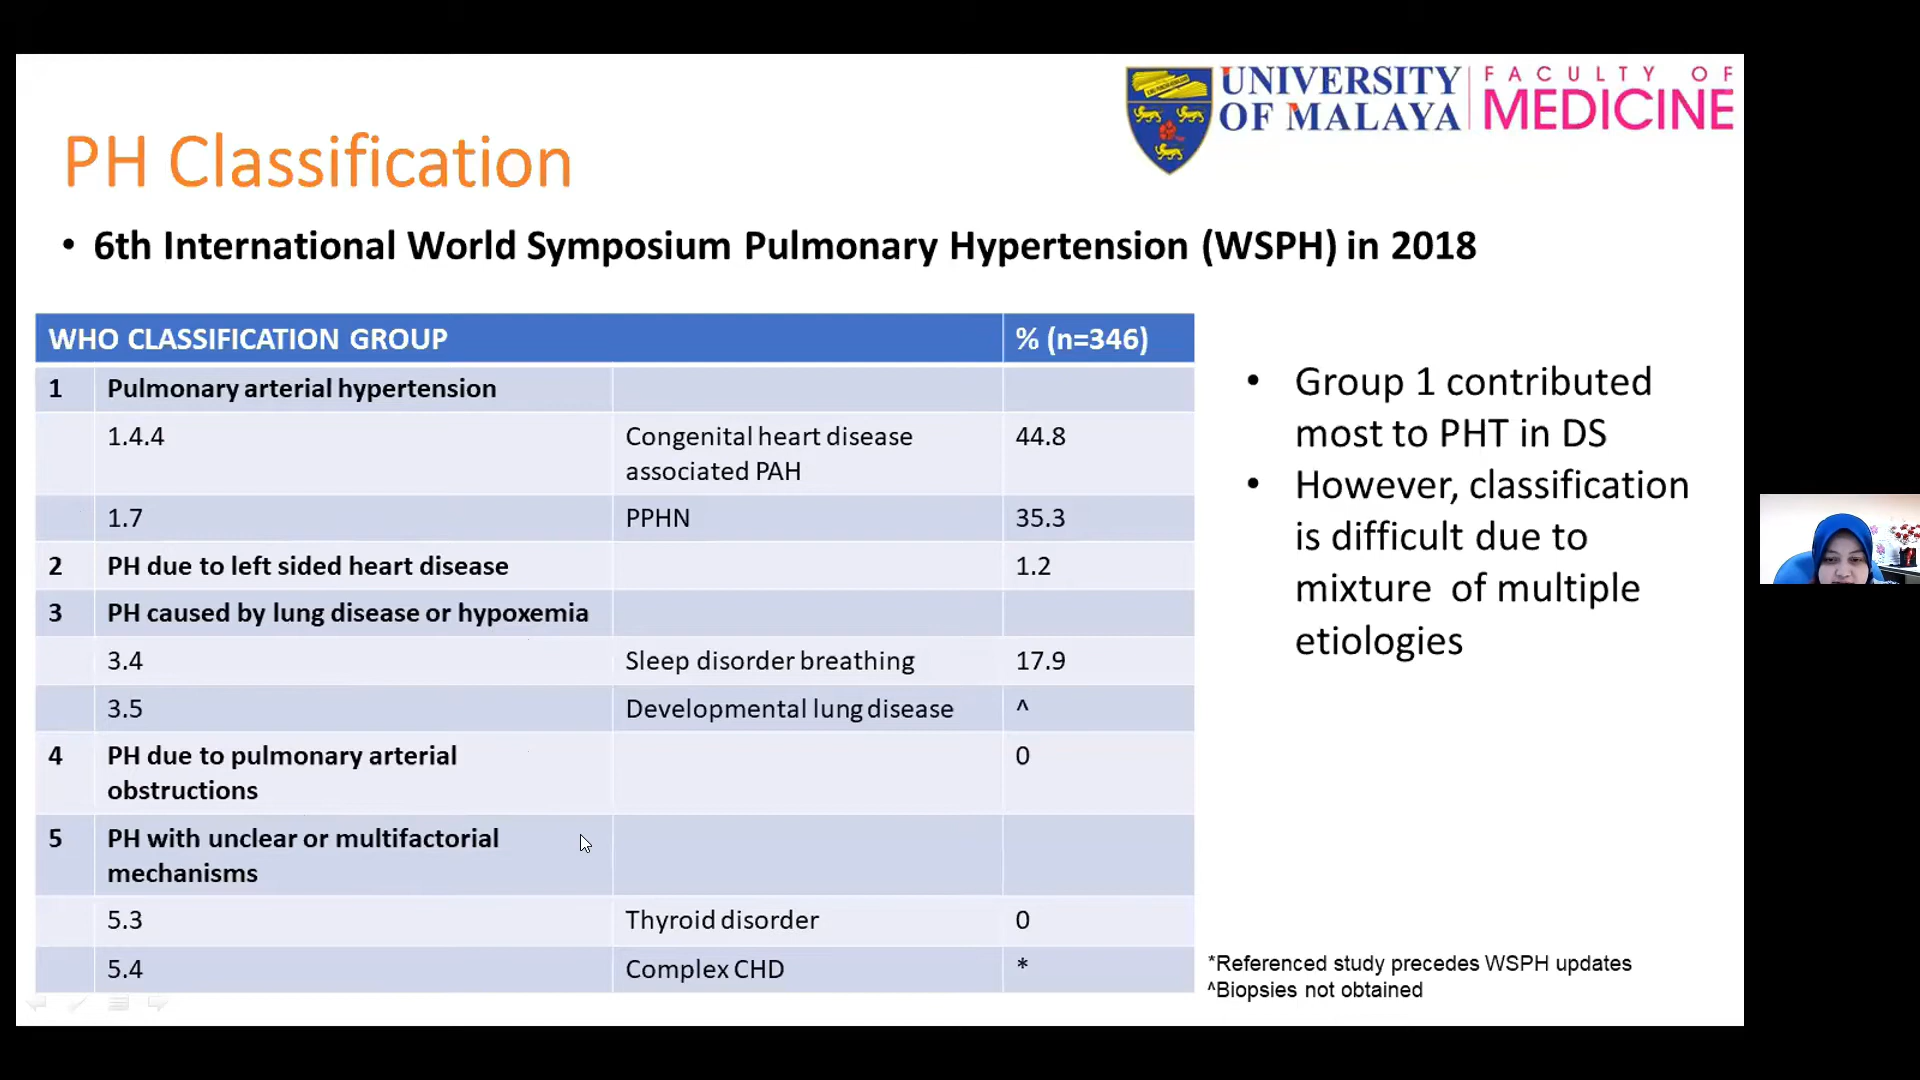 UNIVERSITY OF MALAYA
FACULTY OF MEDICINE
PH Classification
• 6th International World Symposium Pulmonary Hypertension (WSPH) in 2018
WHO CLASSIFICATION GROUP % (n=346)
1 Pulmonary arterial hypertension
1.4.4 Congenital heart disease associated PAH 44.8
1.7 PPHN 35.3
2 PH due to left sided heart disease 1.2
3 PH caused by lung disease or hypoxemia
3.4 Sleep disorder breathing 17.9
3.5 Developmental lung disease ^
4 PH due to pulmonary arterial obstructions 0
5 PH with unclear or multifactorial mechanisms
5.3 Thyroid disorder 0
5.4 Complex CHD *
• Group 1 contributed
most to PHT in DS
• However, classification
is difficult due to
mixture of multiple
etiologies
*Referenced study precedes WSPH updates
^Biopsies not obtained